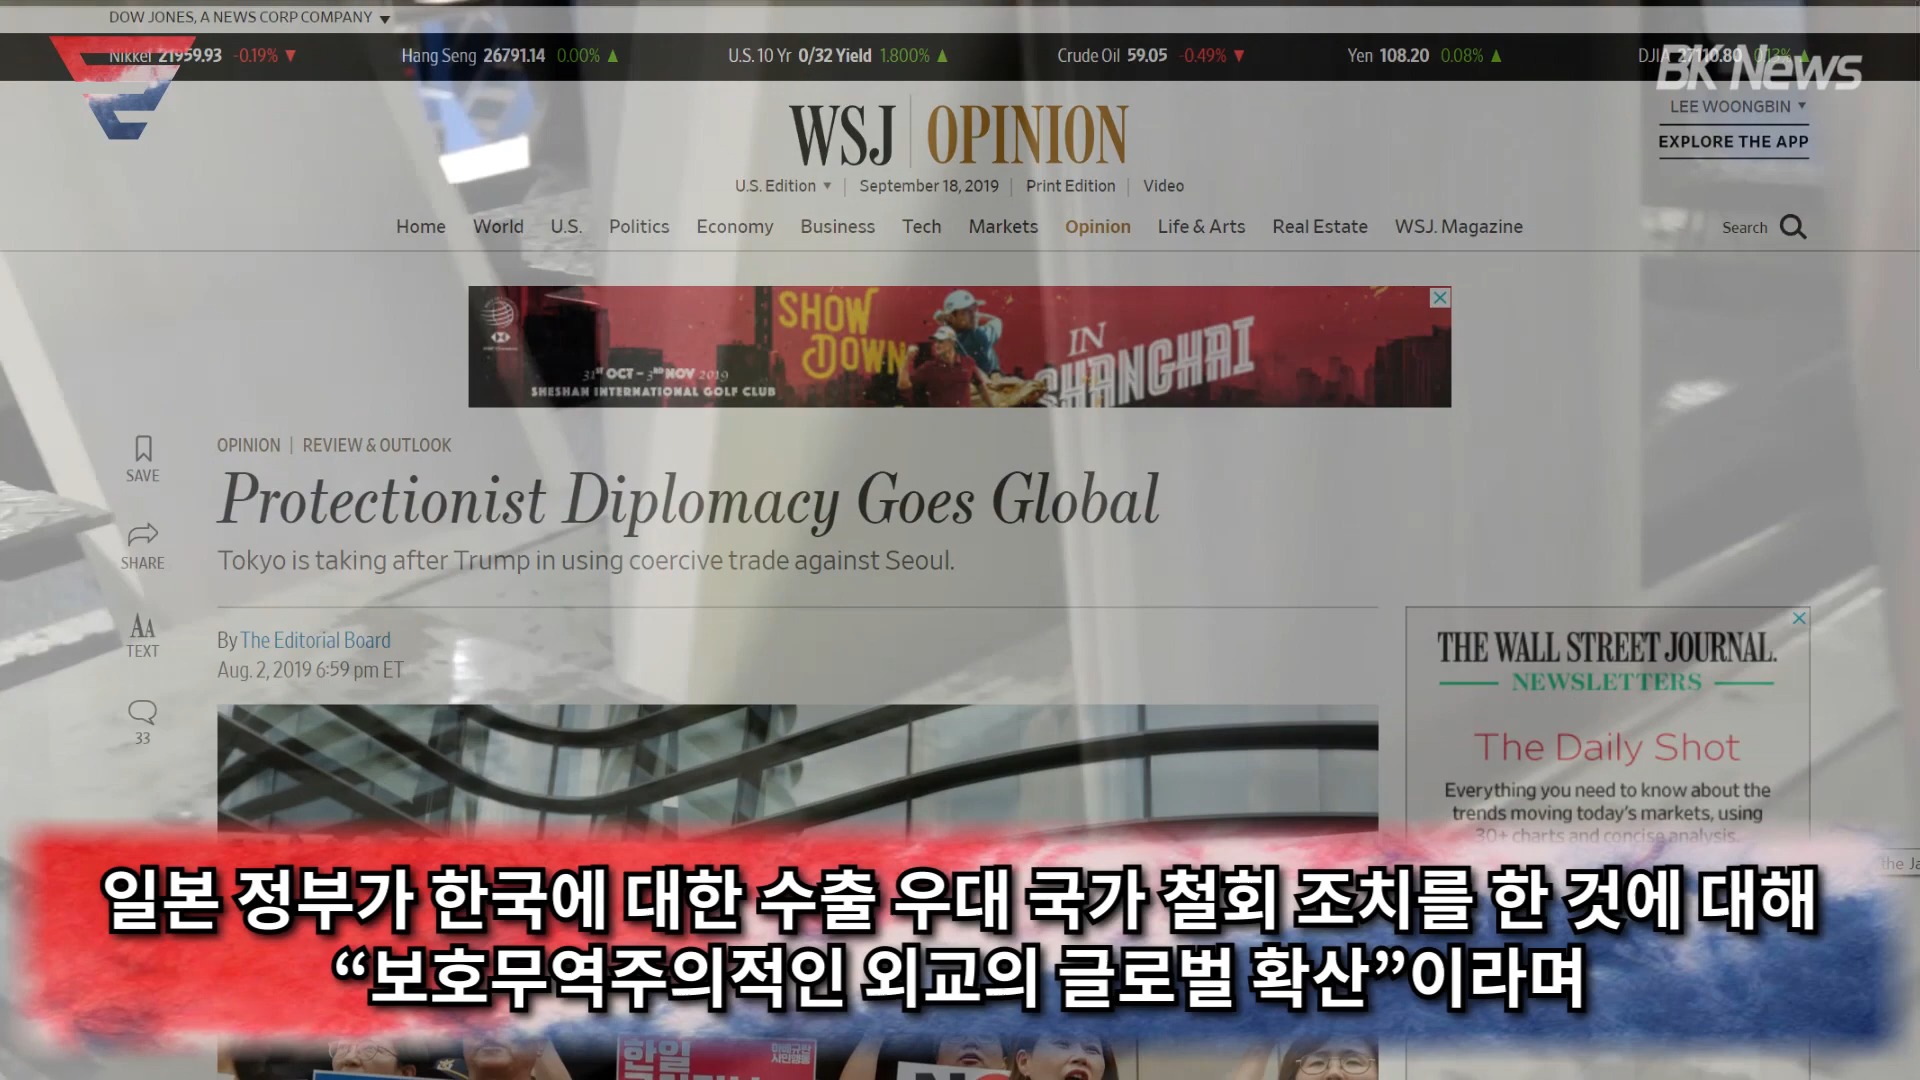 DOW JONES, A NEWS CORP COMPANY
Nikkei 21959.93 -0.19% Hang Seng 26791.14 0.00% U.S. 10 Yr 0/32 Yield 1.800% Crude Oil 59.05 -0.49% Yen 108.20 0.08% DJIA 27110.80 0.13%
BK News
LEE WOONGBIN
EXPLORE THE APP
WSJ OPINION
U.S. Edition September 18, 2019 Print Edition Video
Home World U.S. Politics Economy Business Tech Markets Opinion Life & Arts Real Estate WSJ. Magazine Search
SHOW
DOWN
IN
SHANGHAI
31ST OCT - 3RD NOV 2019
SHESHAN INTERNATIONAL GOLF CLUB
SAVE
SHARE
AA
TEXT
33
OPINION | REVIEW & OUTLOOK
Protectionist Diplomacy Goes Global
Tokyo is taking after Trump in using coercive trade against Seoul.
By The Editorial Board
Aug. 2, 2019 6:59 pm ET
THE WALL STREET JOURNAL.
NEWSLETTERS
The Daily Shot
Everything you need to know about the
trends moving today's markets, using
30+ charts and concise analysis.
일본 정부가 한국에 대한 수출 우대 국가 철회 조치를 한 것에 대해
“보호무역주의적인 외교의 글로벌 확산”이라며
한일